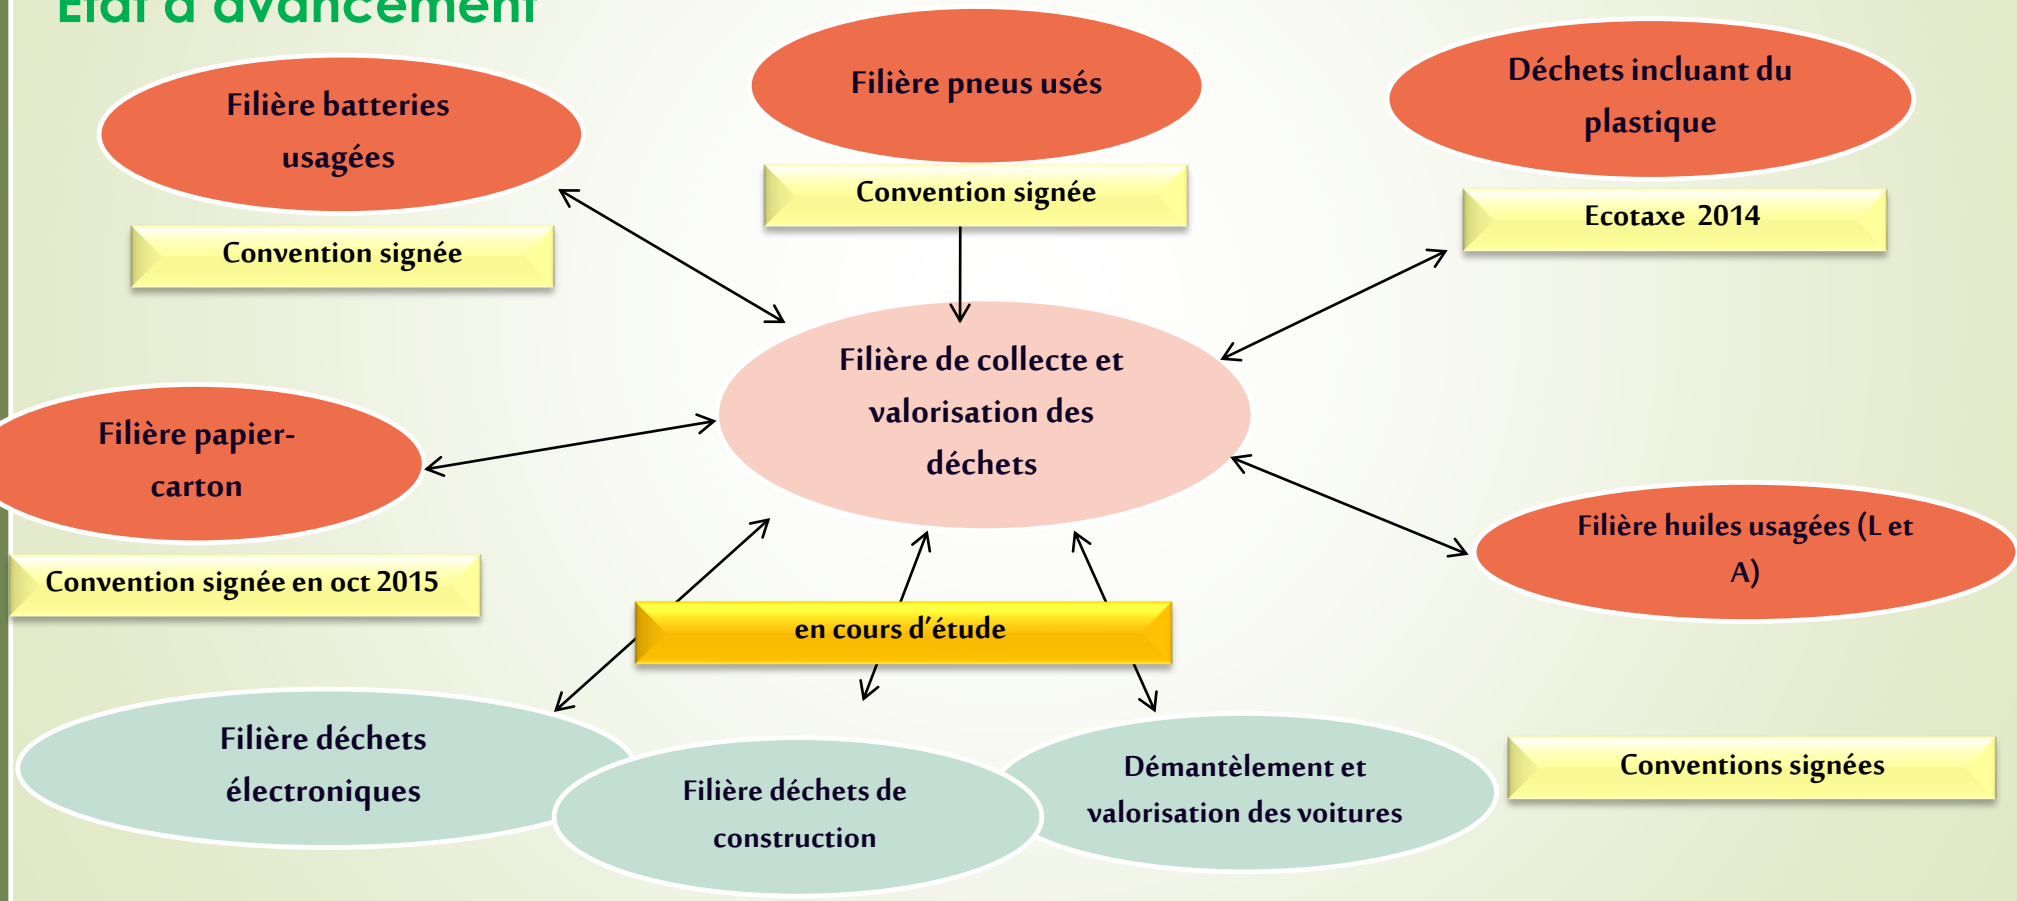 Etat d'avancement
Filière batteries
usagées
Convention signée
Filière pneus usés
Convention signée
Déchets incluant du
plastique
Ecotaxe 2014
Filière de collecte et
valorisation des
déchets
Filière papier-
carton
Convention signée en oct 2015
Filière huiles usagées (L et
A)
en cours d’étude
Filière déchets
électroniques
Filière déchets de
construction
Démantèlement et
valorisation des voitures
Conventions signées